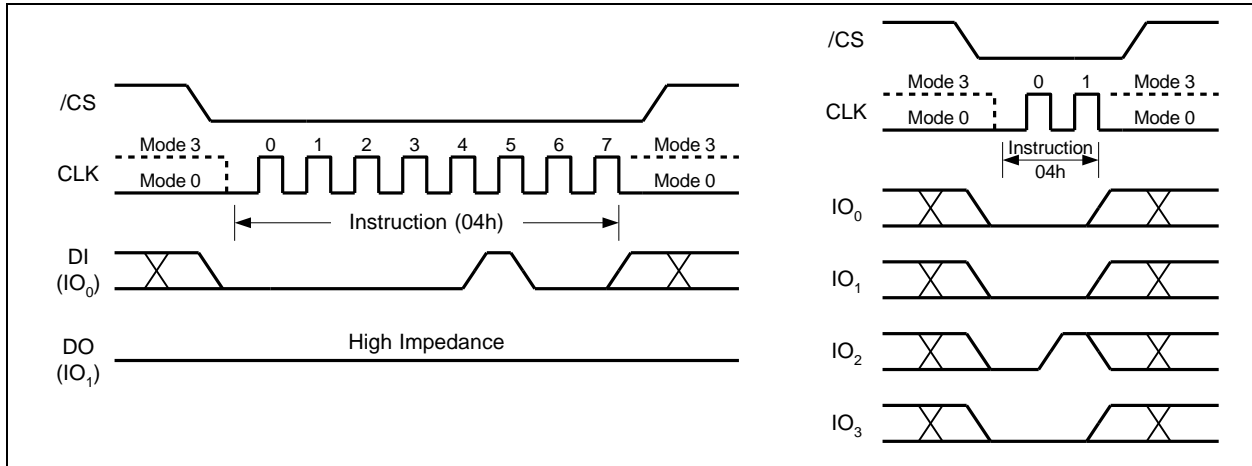 /CS
Mode 3 0 1 2 3 4 5 6 7 Mode 3
CLK
Mode 0 Mode 0
Instruction (04h)
DI
(IO0)
High Impedance
DO
(IO1)
/CS
Mode 3 0 1 Mode 3
CLK
Mode 0 Mode 0
Instruction
04h
IO0
IO1
IO2
IO3